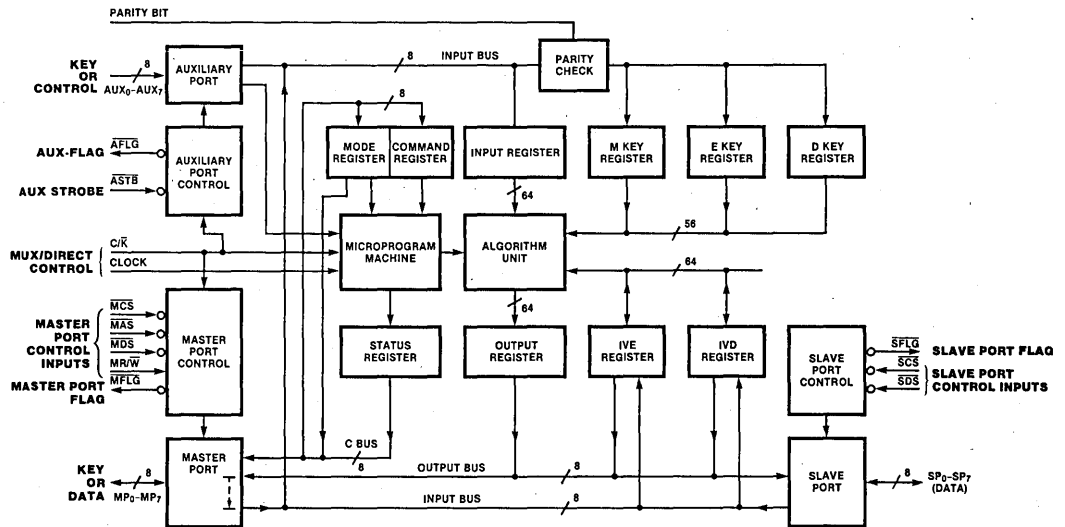 PARITY BIT
KEY
OR
CONTROL
8
AUX0-AUX7
AUXILIARY
PORT
8
INPUT BUS
PARITY
CHECK
8
AUX-FLAG
AFLG
AUX STROBE
ASTB
AUXILIARY
PORT
CONTROL
MODE
REGISTER
COMMAND
REGISTER
INPUT REGISTER
M KEY
REGISTER
E KEY
REGISTER
D KEY
REGISTER
64
56
MUX/DIRECT
CONTROL
C/K
CLOCK
MICROPROGRAM
MACHINE
ALGORITHM
UNIT
64
64
MASTER
PORT
CONTROL
INPUTS
MCS
MAS
MDS
MR/W
MASTER PORT
FLAG
MFLG
MASTER
PORT
CONTROL
STATUS
REGISTER
OUTPUT
REGISTER
IVE
REGISTER
IVD
REGISTER
SLAVE
PORT
CONTROL
SFLG
SCS
SDS
SLAVE PORT FLAG
SLAVE PORT
CONTROL INPUTS
KEY
OR
DATA
8
MP0-MP7
MASTER
PORT
C BUS
8
OUTPUT BUS
8
INPUT BUS
8
SLAVE
PORT
8
SP0-SP7
(DATA)